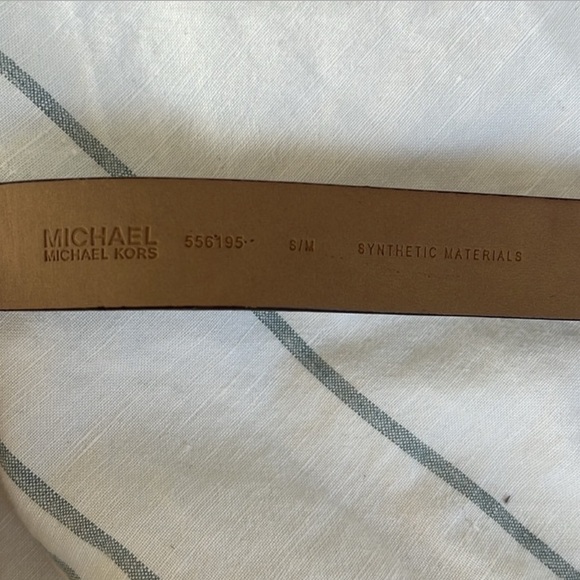 MICHAEL
MICHAEL KORS
556195
S/M
SYNTHETIC MATERIALS